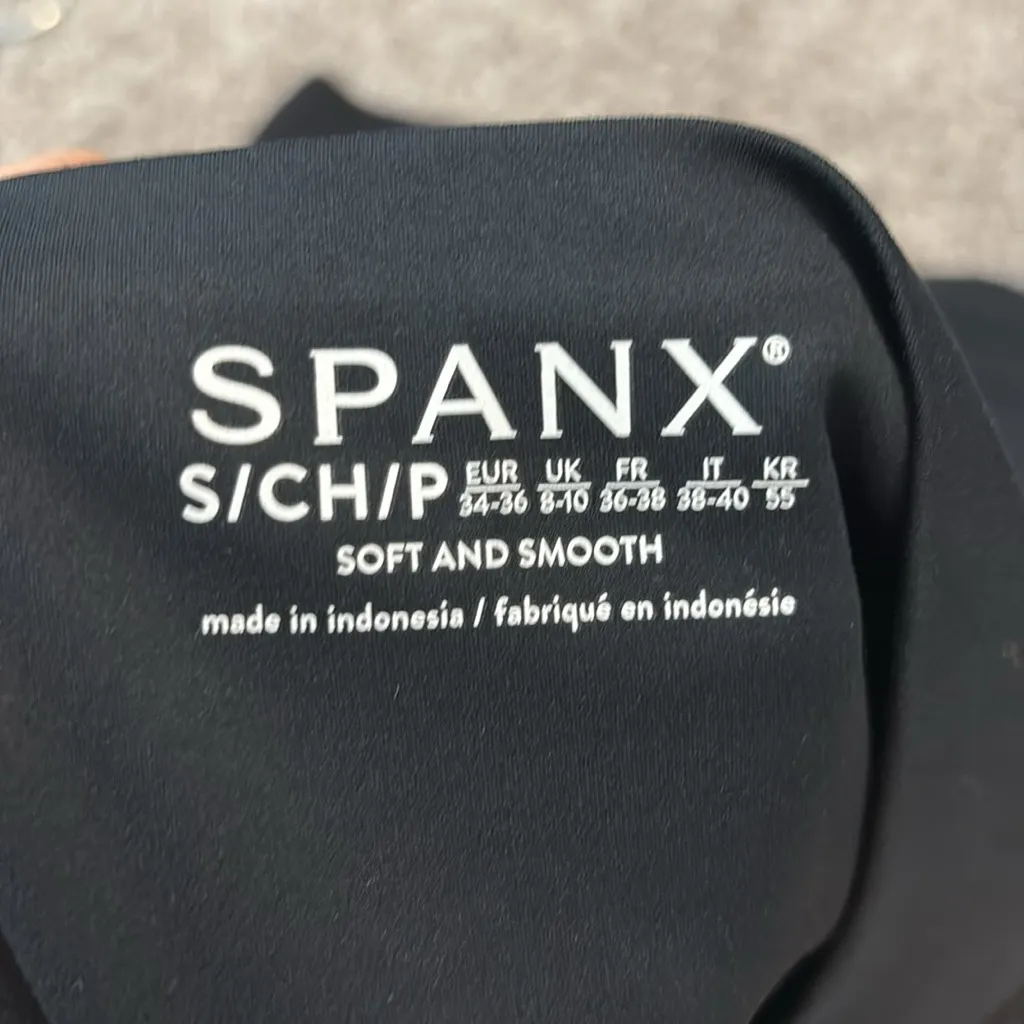 SPANX®
S/CH/P EUR 34-36 UK 8-10 FR 36-38 IT 38-40 KR 55
SOFT AND SMOOTH
made in indonesia / fabriqué en indonésie